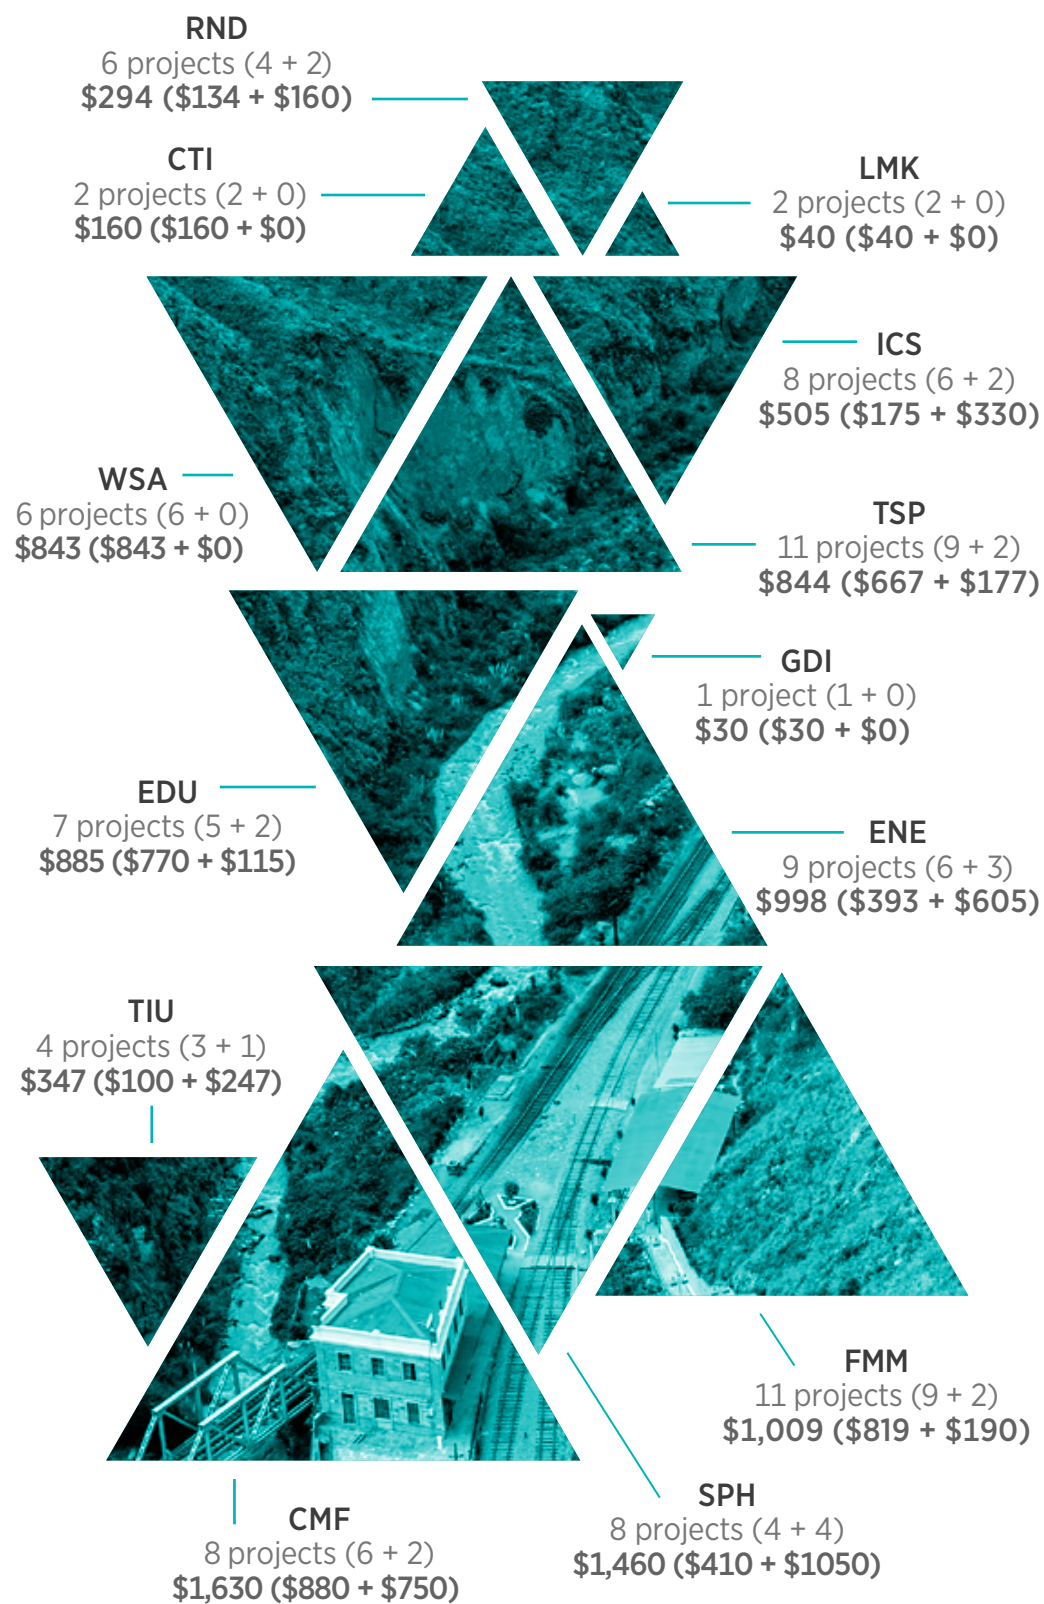 RND
6 projects (4 + 2)
$294 ($134 + $160)
CTI
2 projects (2 + 0)
$160 ($160 + $0)
LMK
2 projects (2 + 0)
$40 ($40 + $0)
ICS
8 projects (6 + 2)
$505 ($175 + $330)
WSA
6 projects (6 + 0)
$843 ($843 + $0)
TSP
11 projects (9 + 2)
$844 ($667 + $177)
GDI
1 project (1 + 0)
$30 ($30 + $0)
EDU
7 projects (5 + 2)
$885 ($770 + $115)
ENE
9 projects (6 + 3)
$998 ($393 + $605)
TIU
4 projects (3 + 1)
$347 ($100 + $247)
FMM
11 projects (9 + 2)
$1,009 ($819 + $190)
SPH
8 projects (4 + 4)
$1,460 ($410 + $1050)
CMF
8 projects (6 + 2)
$1,630 ($880 + $750)